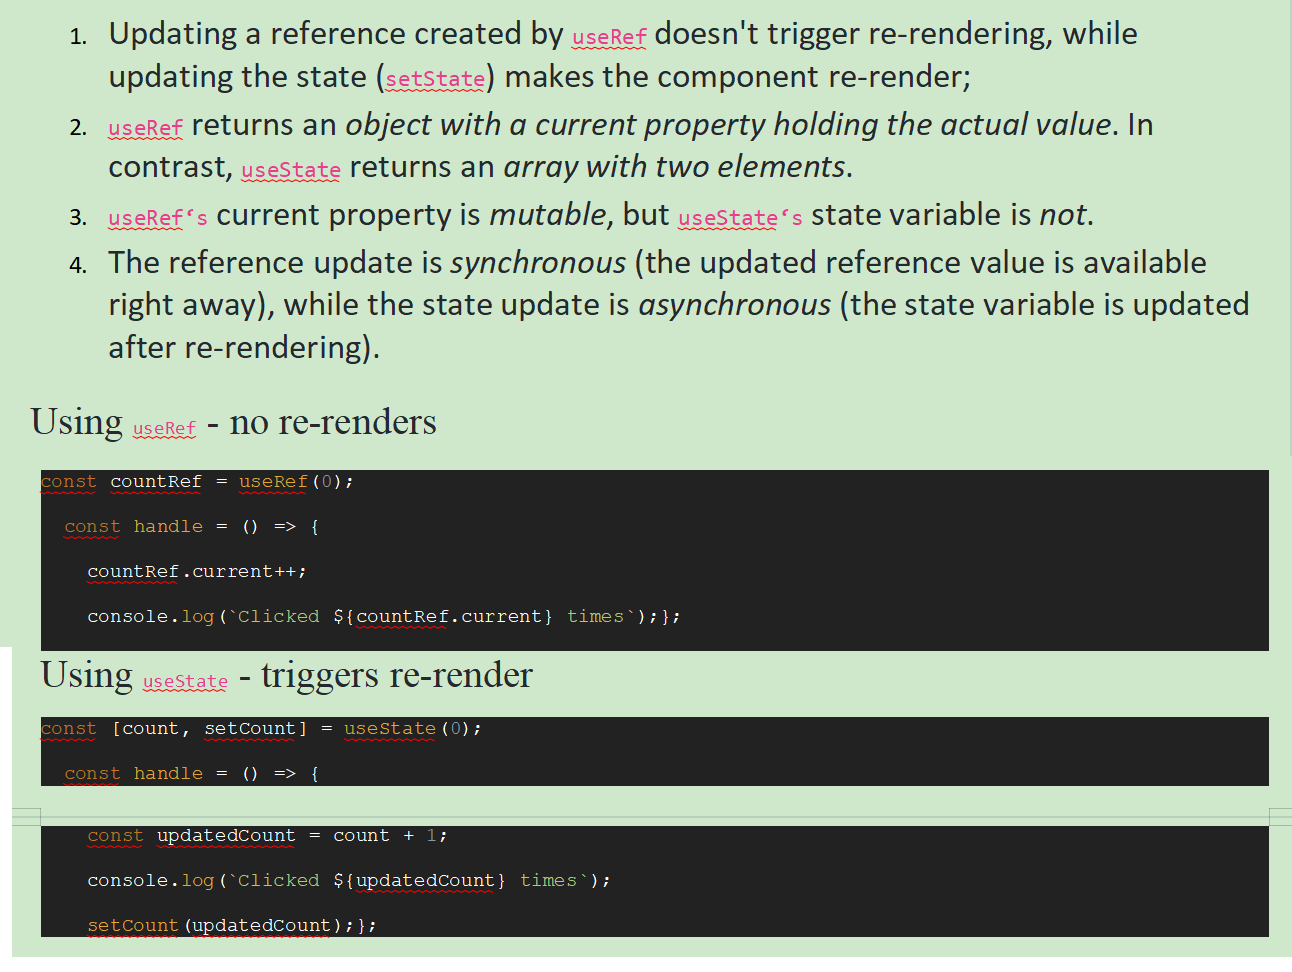 1. Updating a reference created by useRef doesn't trigger re-rendering, while
updating the state (setState) makes the component re-render;
2. useRef returns an object with a current property holding the actual value. In
contrast, useState returns an array with two elements.
3. useRef‘s current property is mutable, but useState‘s state variable is not.
4. The reference update is synchronous (the updated reference value is available
right away), while the state update is asynchronous (the state variable is updated
after re-rendering).
Using useRef - no re-renders
const countRef = useRef(0);
const handle = () => {
countRef.current++;
console.log(`Clicked ${countRef.current} times`);};
Using useState - triggers re-render
const [count, setCount] = useState(0);
const handle = () => {
const updatedCount = count + 1;
console.log(`Clicked ${updatedCount} times`);
setCount(updatedCount);};